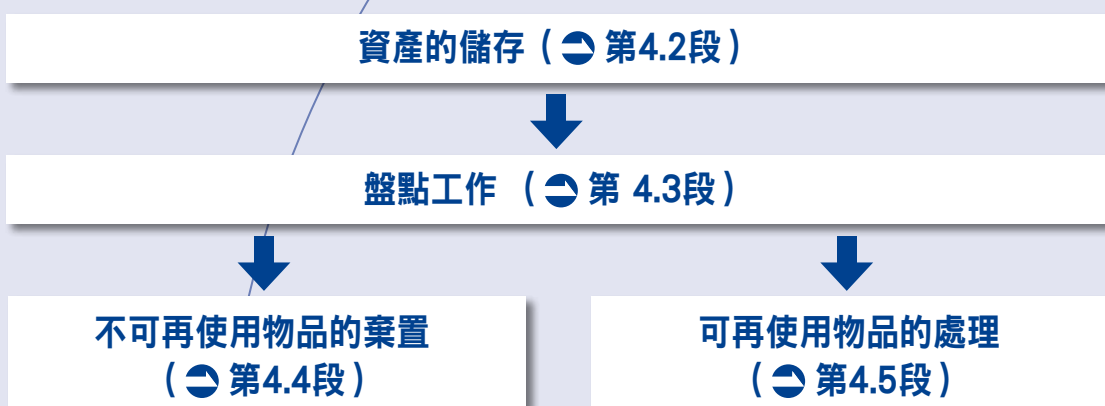 資產的儲存（ 第4.2段）
盤點工作 （ 第 4.3段）
不可再使用物品的棄置
（ 第4.4段）
可再使用物品的處理
（ 第4.5段）